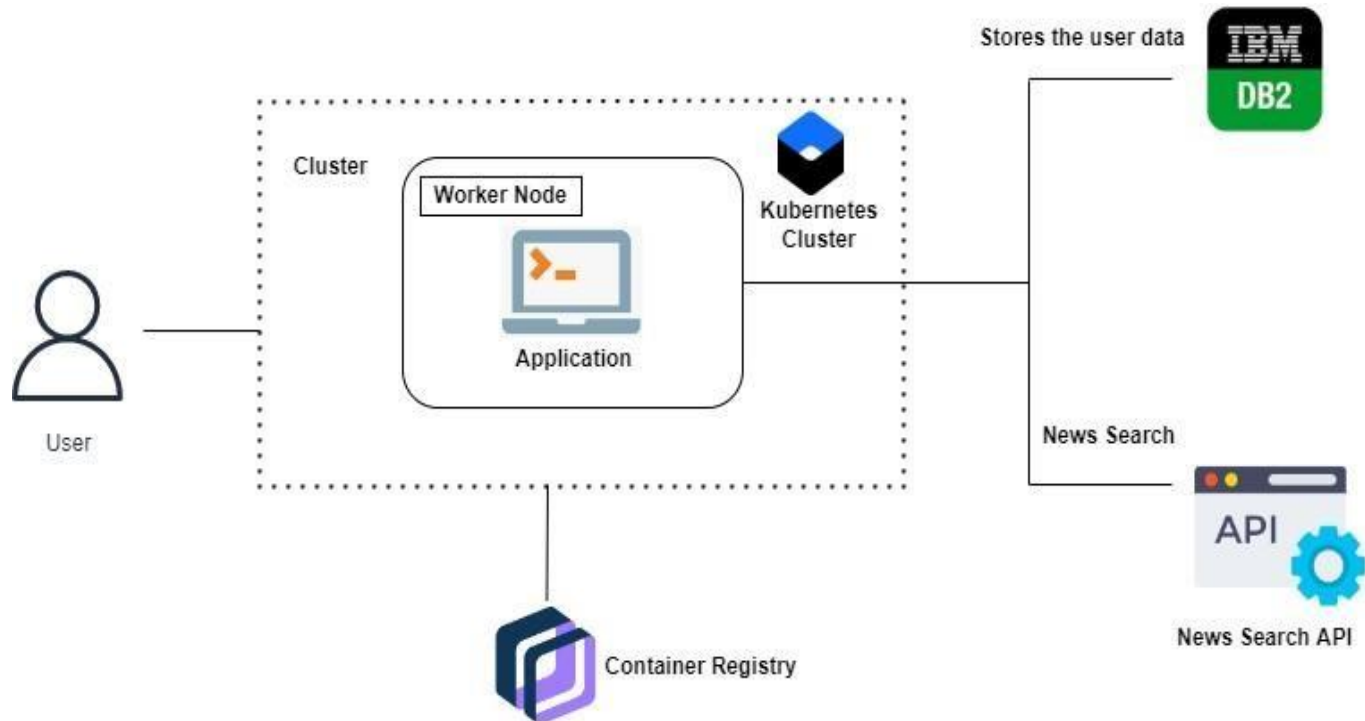 Stores the user data
IBM
DB2
Cluster
Worker Node
Kubernetes
Cluster
Application
User
News Search
API
News Search API
Container Registry